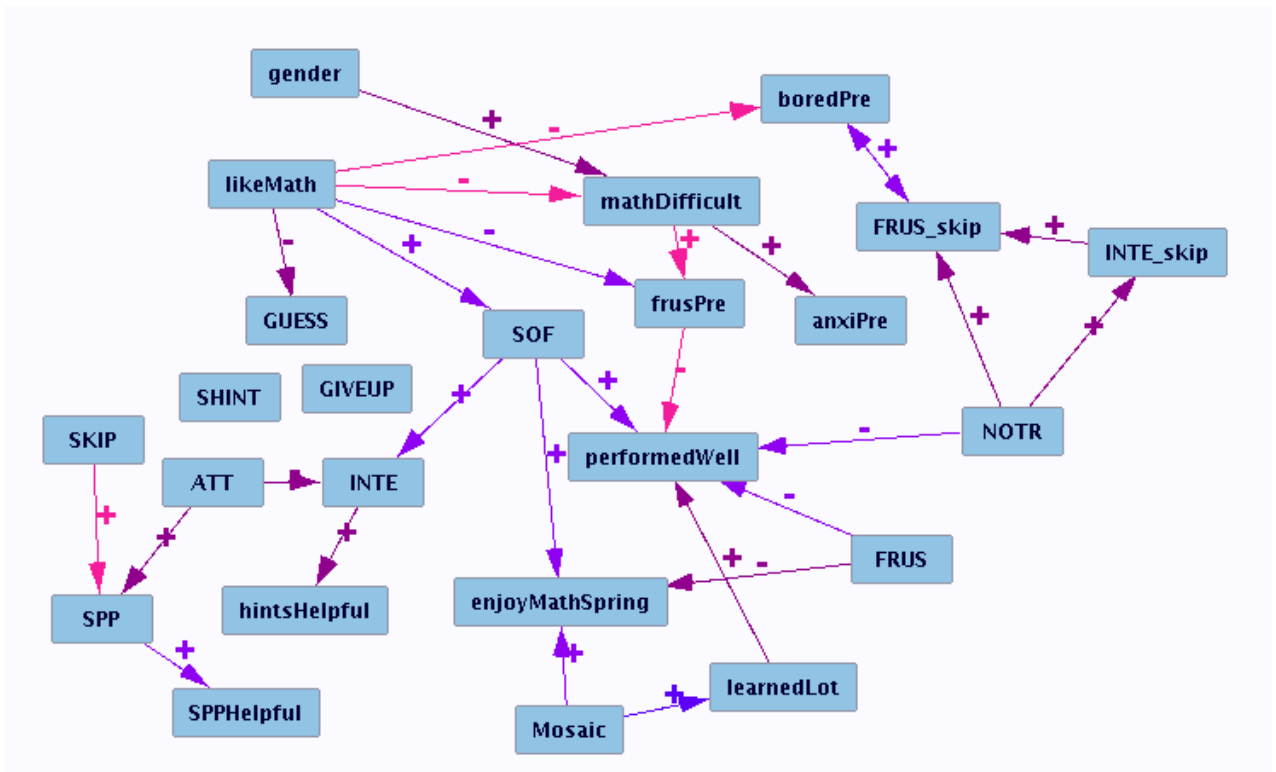 gender
boredPre
+
-
+
likeMath
-
mathDifficult
FRUS_skip
+
INTE_skip
-
+
-
+
+
GUESS
frusPre
anxiPre
+
+
SOF
SHINT
GIVEUP
+
+
-
SKIP
performedWell
-
NOTR
ATT
INTE
+
-
+
+
+
+
-
FRUS
SPP
hintsHelpful
enjoyMathSpring
+
+
learnedLot
SPPHelpful
+
Mosaic